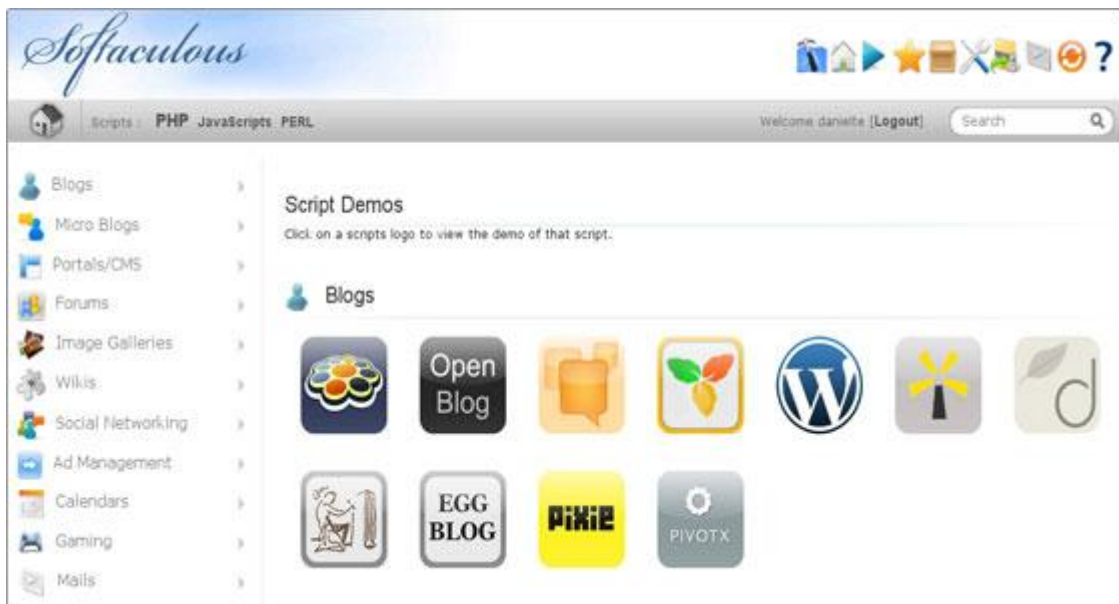 Softaculous
?
Scripts : PHP JavaScripts PERL
Welcome danielte [Logout]
Search
Blogs
Micro Blogs
Portals/CMS
Forums
Image Galleries
Wikis
Social Networking
Ad Management
Calendars
Gaming
Mails
Script Demos
Click on a scripts logo to view the demo of that script.
Blogs
Open
Blog
W
d
EGG
BLOG
PiXiE
PIVOTX